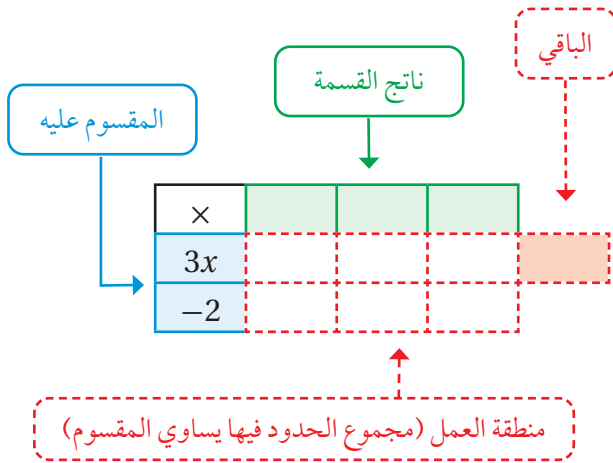 الباقي
ناتج القسمة
المقسوم عليه
×
3x
−2
منطقة العمل (مجموع الحدود فيها يساوي المقسوم)